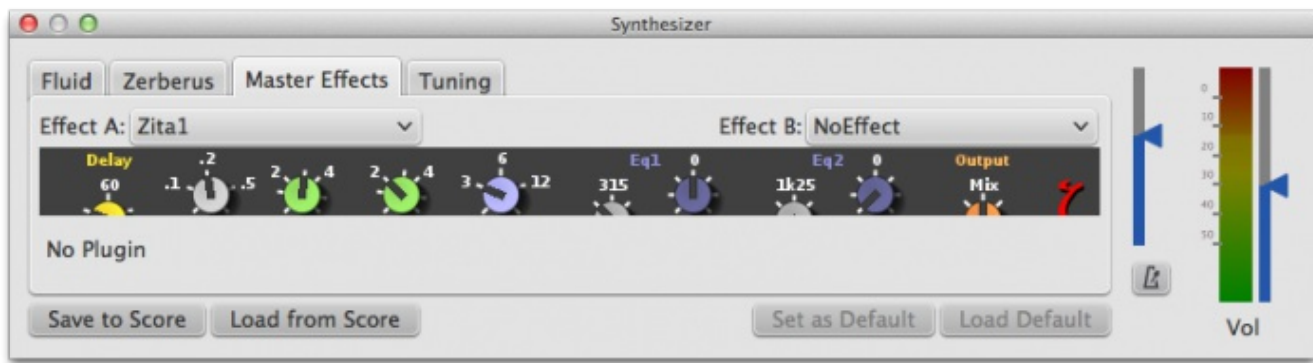 Synthesizer
Fluid Zerberus Master Effects Tuning
Effect A: Zita1 Effect B: NoEffect
Delay Eq1 Eq2 Output
60 .1 .2 .5 2 4 2 4 3 6 12 315 0 1k25 0 Mix
No Plugin
Save to Score Load from Score Set as Default Load Default
0
10
20
30
40
50
Vol